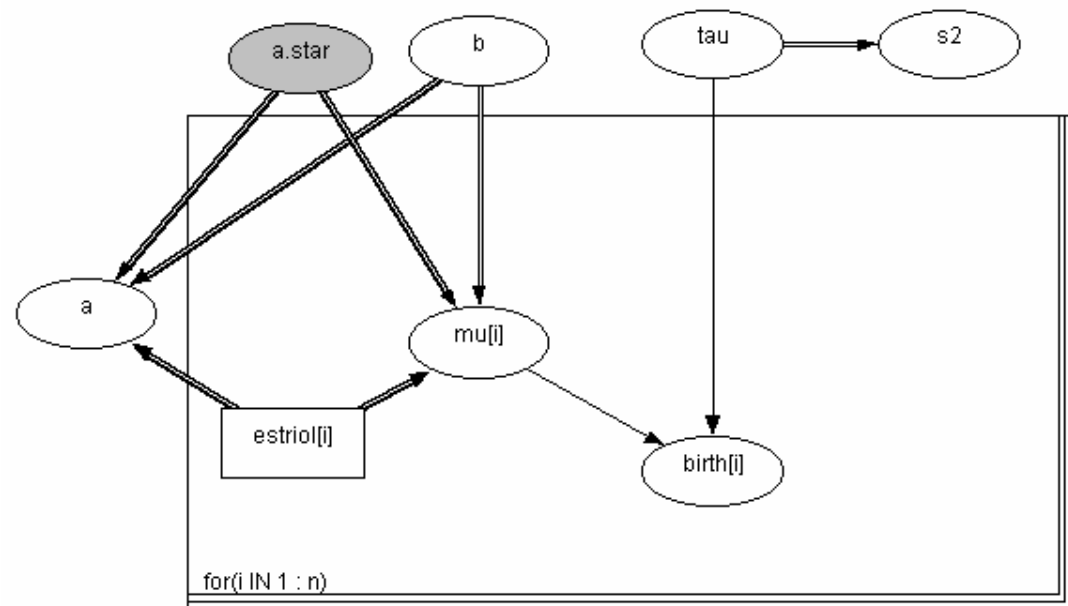 a.star
b
tau
s2
a
mu[i]
estriol[i]
birth[i]
for(i IN 1 : n)